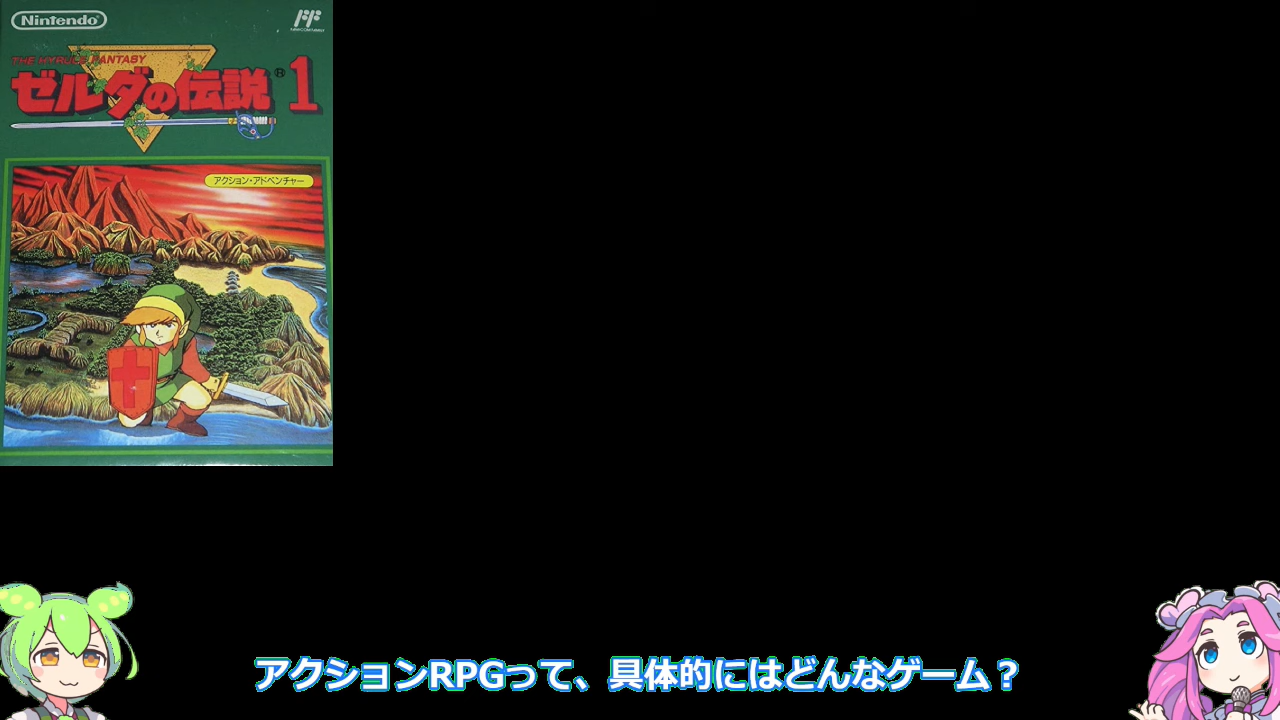 Nintendo
THE HYRULE FANTASY
ゼルダの伝説® 1
アクション・アドベンチャー
アクションRPGって、具体的にはどんなゲーム？